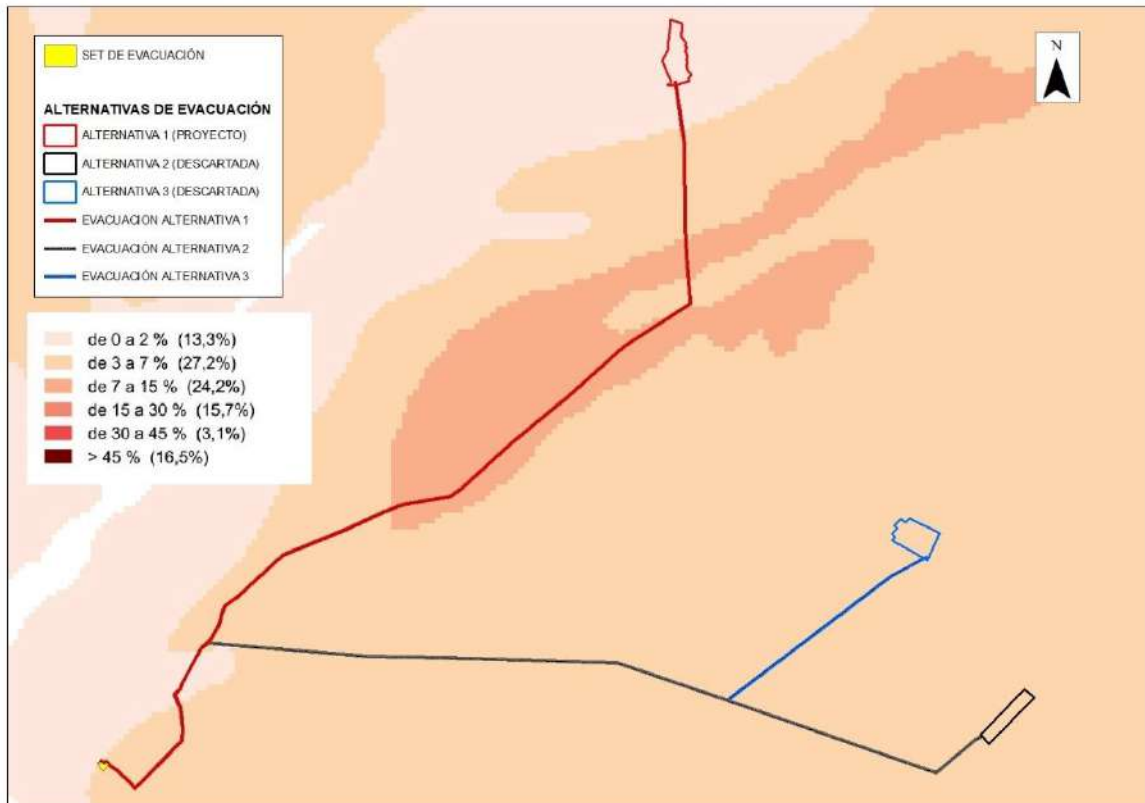 SET DE EVACUACIÓN
ALTERNATIVAS DE EVACUACIÓN
ALTERNATIVA 1 (PROYECTO)
ALTERNATIVA 2 (DESCARTADA)
ALTERNATIVA 3 (DESCARTADA)
EVACUACION ALTERNATIVA 1
EVACUACIÓN ALTERNATIVA 2
EVACUACIÓN ALTERNATIVA 3
de 0 a 2 % (13,3%)
de 3 a 7 % (27,2%)
de 7 a 15 % (24,2%)
de 15 a 30 % (15,7%)
de 30 a 45 % (3,1%)
> 45 % (16,5%)
N